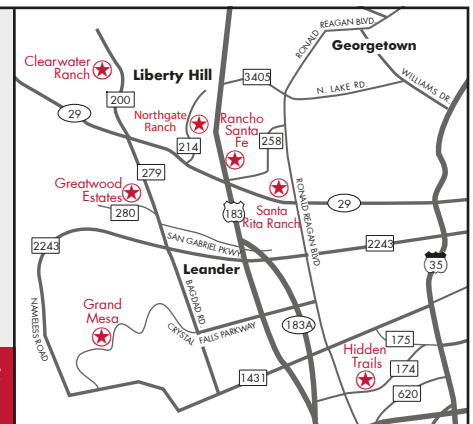 RONALD REAGAN BLVD.
Georgetown
Clearwater
Ranch
Liberty Hill
3405
WILLIAMS DR.
N. LAKE RD.
200
29
Northgate
Ranch
Rancho
Santa
Fe
258
214
279
Greatwood
Estates
280
183
Santa
Rita Ranch
RONALD REAGAN BLVD.
29
2243
SAN GABRIEL PKWY
2243
Leander
35
NAMELESS ROAD
Grand
Mesa
BAGDAD RD.
CRYSTAL FALLS PARKWAY
183A
175
Hidden
Trails
174
1431
620